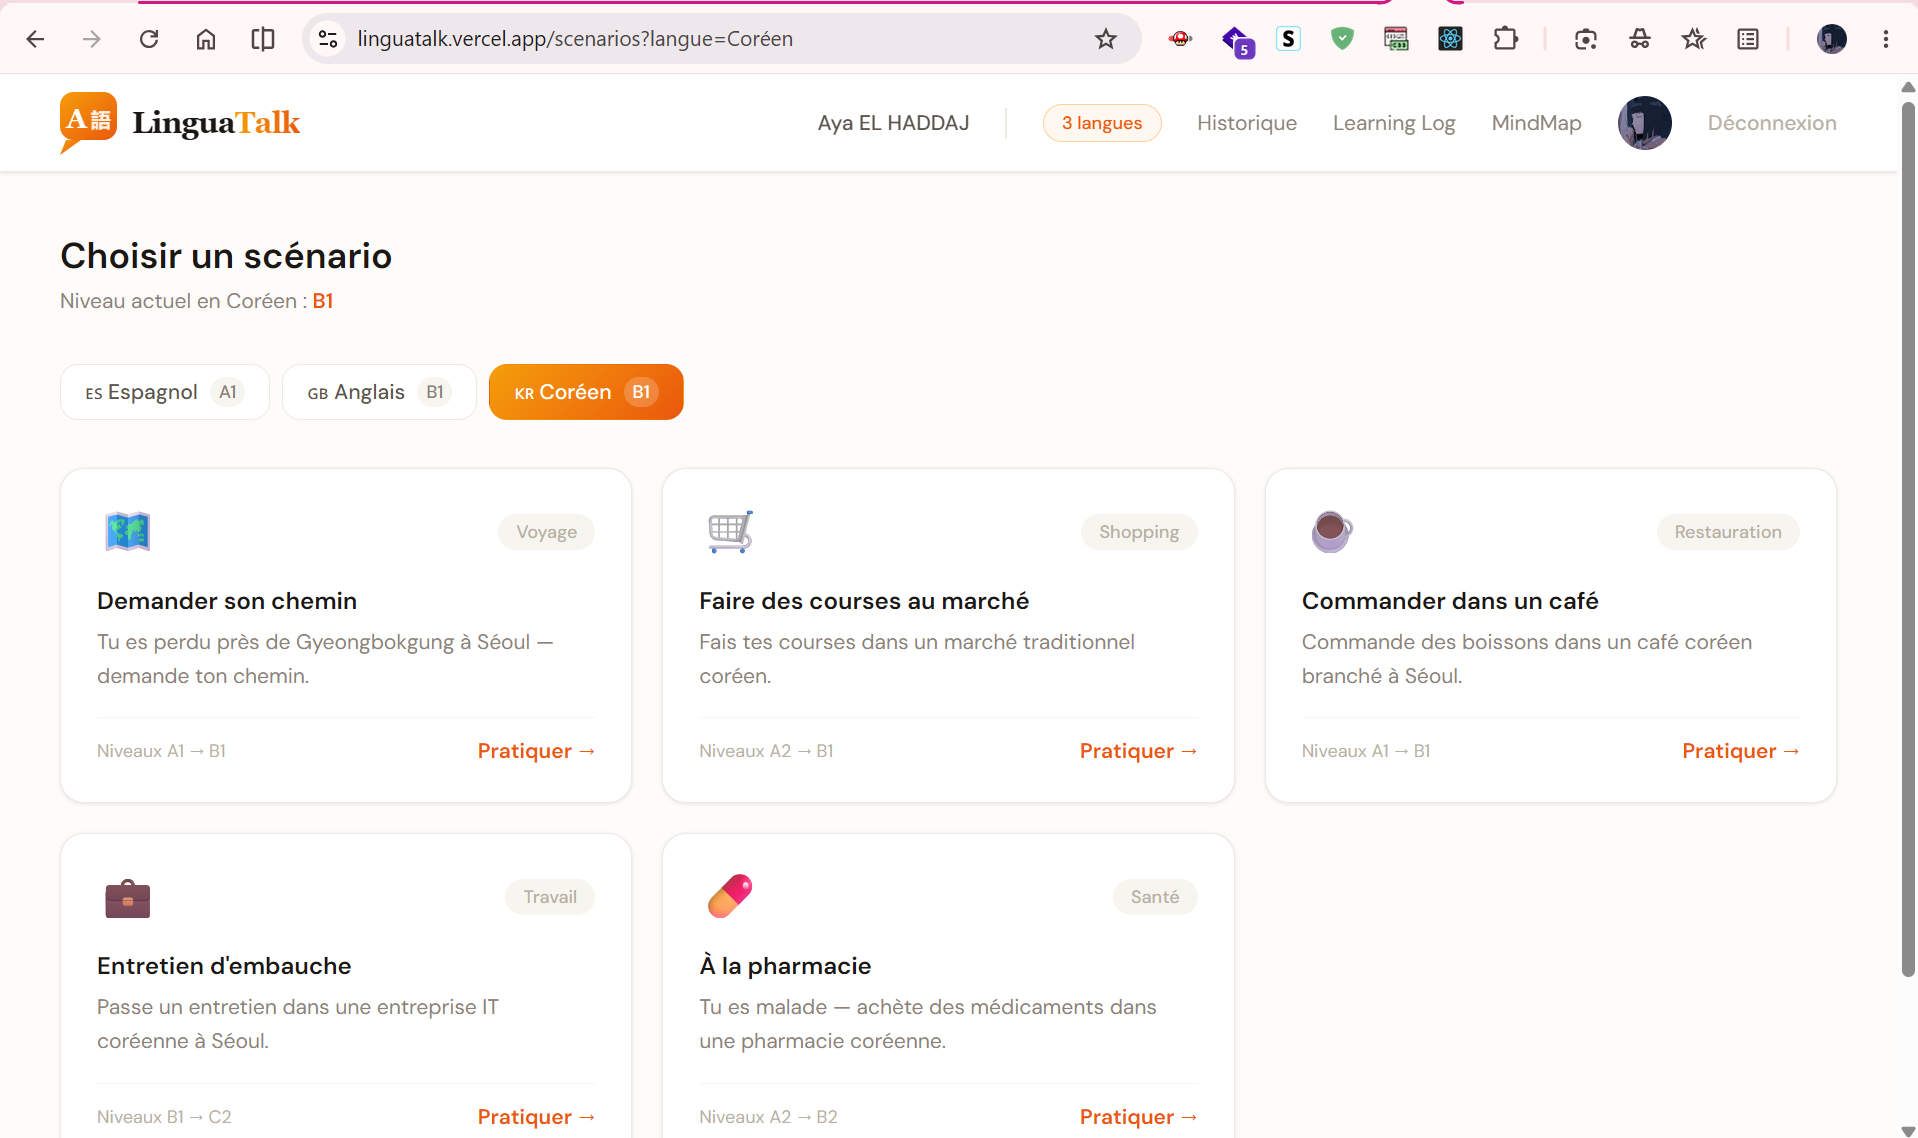 linguatalk.vercel.app/scenarios?langue=Coréen
5
S
A語
LinguaTalk
Aya EL HADDAJ
3 langues
Historique
Learning Log
MindMap
Déconnexion
Choisir un scénario
Niveau actuel en Coréen : B1
ES Espagnol A1
GB Anglais B1
KR Coréen B1
Voyage
Demander son chemin
Tu es perdu près de Gyeongbokgung à Séoul —
demande ton chemin.
Niveaux A1 → B1
Pratiquer →
Shopping
Faire des courses au marché
Fais tes courses dans un marché traditionnel
coréen.
Niveaux A2 → B1
Pratiquer →
Restauration
Commander dans un café
Commande des boissons dans un café coréen
branché à Séoul.
Niveaux A1 → B1
Pratiquer →
Travail
Entretien d'embauche
Passe un entretien dans une entreprise IT
coréenne à Séoul.
Niveaux B1 → C2
Pratiquer →
Santé
À la pharmacie
Tu es malade — achète des médicaments dans
une pharmacie coréenne.
Niveaux A2 → B2
Pratiquer →